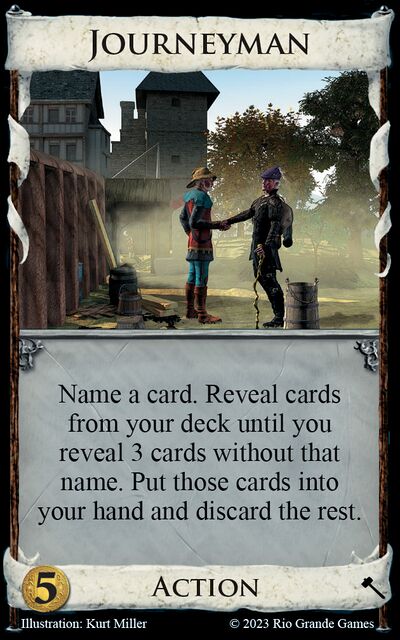 Journeyman
Name a card. Reveal cards
from your deck until you
reveal 3 cards without that
name. Put those cards into
your hand and discard the rest.
5
Action
Illustration: Kurt Miller
© 2023 Rio Grande Games